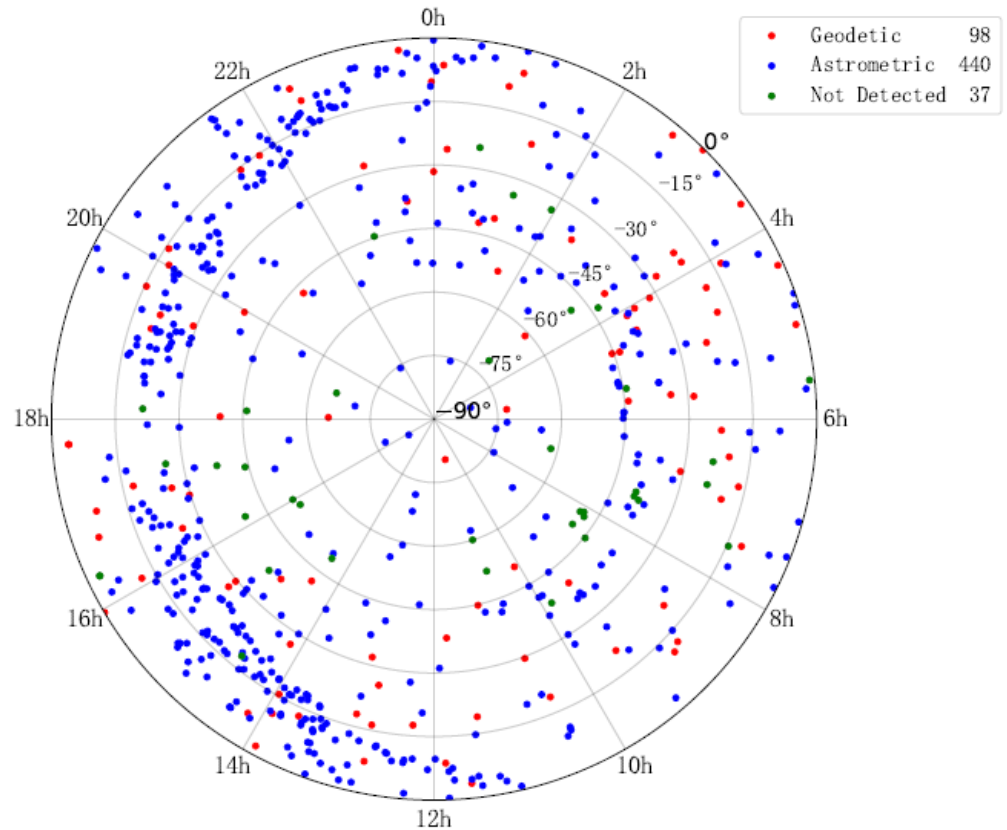 0h
Geodetic 98
Astrometric 440
Not Detected 37
22h
2h
0°
-15°
20h
-30°
4h
-45°
-60°
-75°
-90°
18h
6h
16h
8h
14h
10h
12h